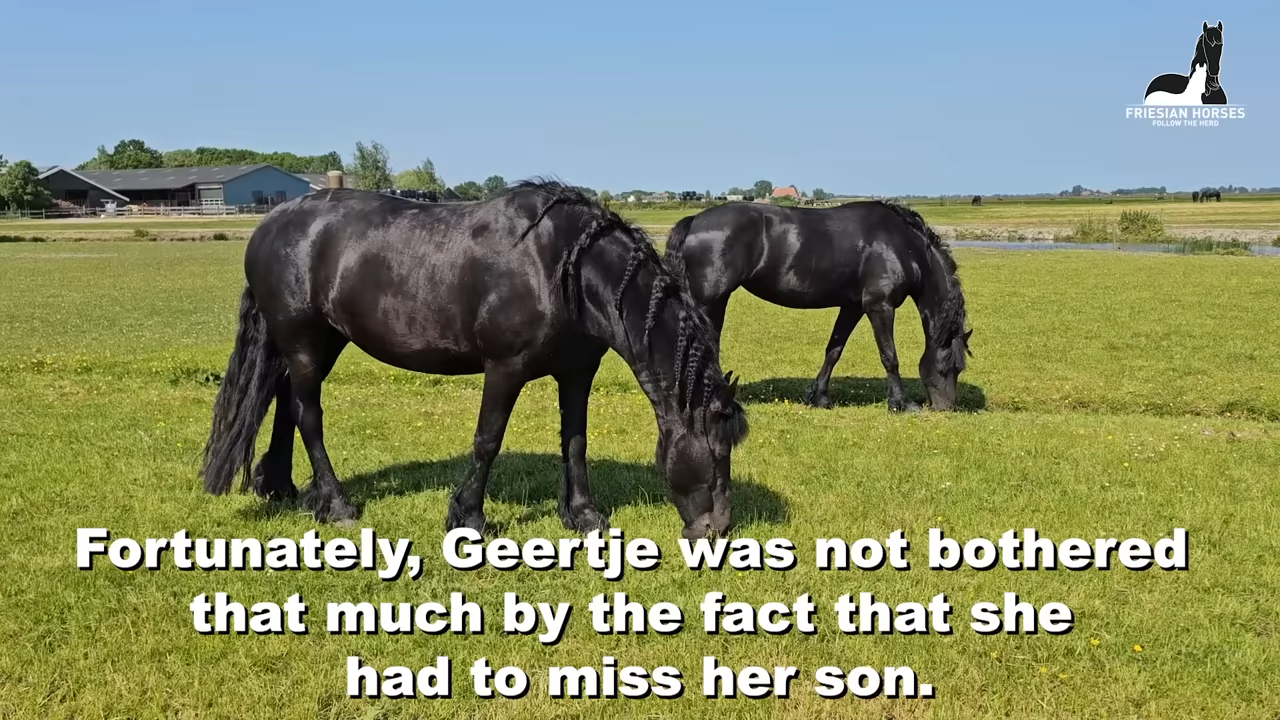 FRIESIAN HORSES
FOLLOW THE HERD
Fortunately, Geertje was not bothered
that much by the fact that she
had to miss her son.